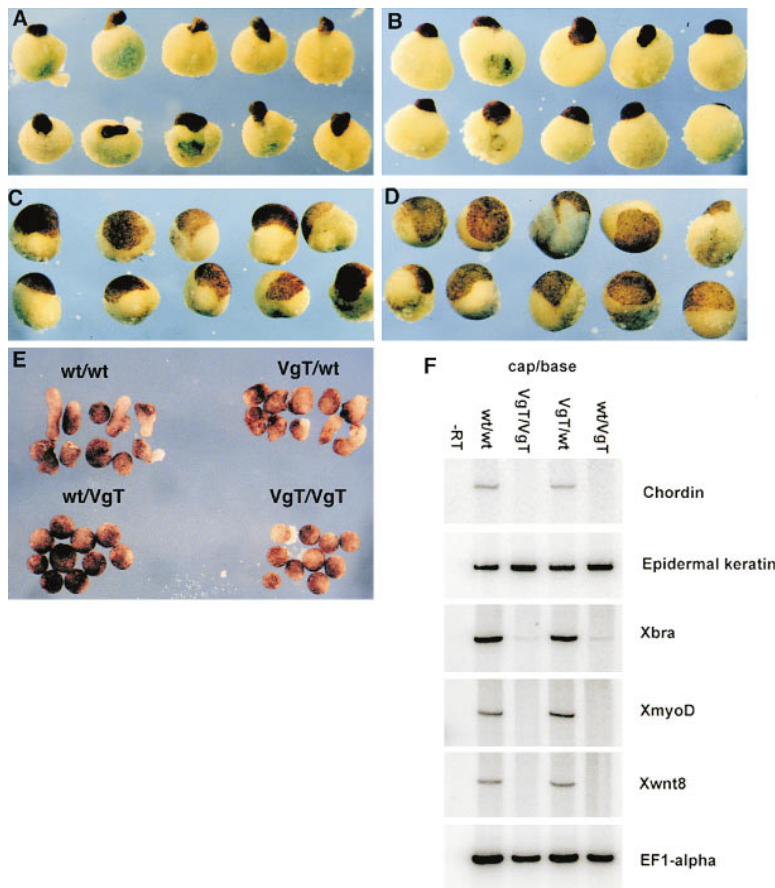 A
B
C
D
E
wt/wt
VgT/wt
wt/VgT
VgT/VgT
F
cap/base
-RT
wt/wt
VgT/VgT
VgT/wt
wt/VgT
Chordin
Epidermal keratin
Xbra
XmyoD
Xwnt8
EF1-alpha